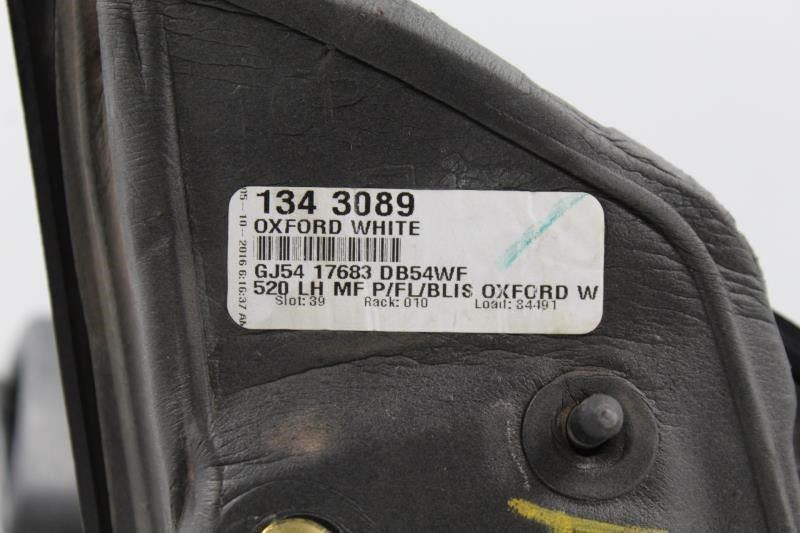 05-10-2016 6:16:37 AM
134 3089
OXFORD WHITE
GJ54 17683 DB54WF
520 LH MF P/FL/BLIS OXFORD W
Slot: 39 Rack: 010 Load: 84491